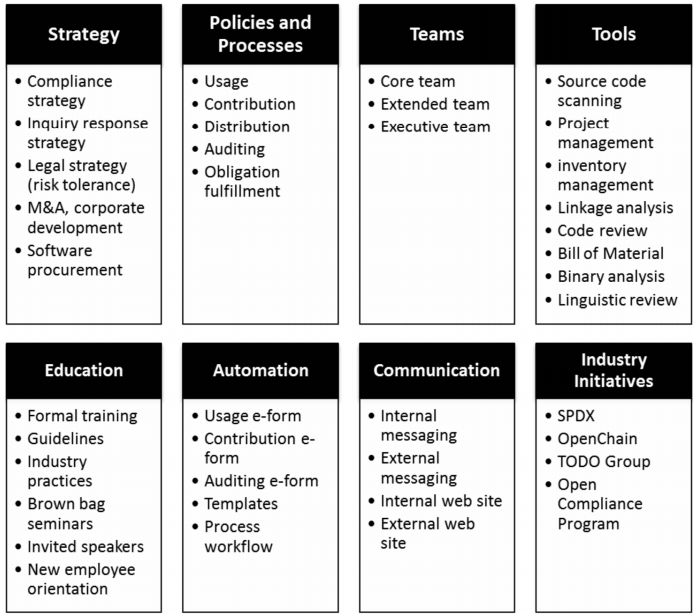 Strategy
• Compliance
strategy
• Inquiry response
strategy
• Legal strategy
(risk tolerance)
• M&A, corporate
development
• Software
procurement
Policies and
Processes
• Usage
• Contribution
• Distribution
• Auditing
• Obligation
fulfillment
Teams
• Core team
• Extended team
• Executive team
Tools
• Source code
scanning
• Project
management
• inventory
management
• Linkage analysis
• Code review
• Bill of Material
• Binary analysis
• Linguistic review
Education
• Formal training
• Guidelines
• Industry
practices
• Brown bag
seminars
• Invited speakers
• New employee
orientation
Automation
• Usage e-form
• Contribution e-
form
• Auditing e-form
• Templates
• Process
workflow
Communication
• Internal
messaging
• External
messaging
• Internal web site
• External web
site
Industry
Initiatives
• SPDX
• OpenChain
• TODO Group
• Open
Compliance
Program